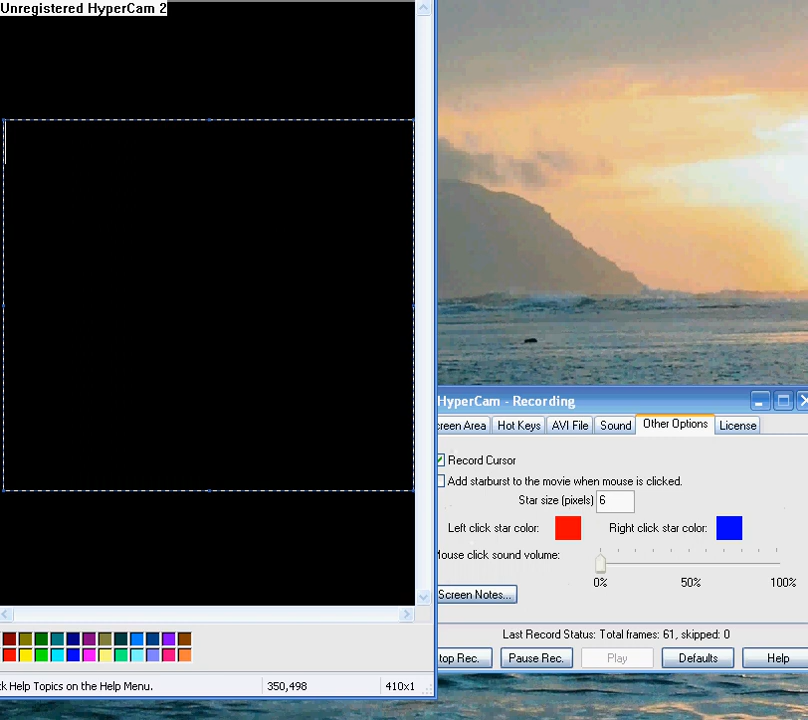 Unregistered HyperCam 2
HyperCam - Recording
creen Area Hot Keys AVI File Sound Other Options License
Record Cursor
Add starburst to the movie when mouse is clicked.
Star size (pixels) 6
Left click star color: Right click star color:
Mouse click sound volume:
0% 50% 100%
Screen Notes...
Last Record Status: Total frames: 61, skipped: 0
top Rec. Pause Rec. Play Defaults Help
ck Help Topics on the Help Menu. 350,498 410x1